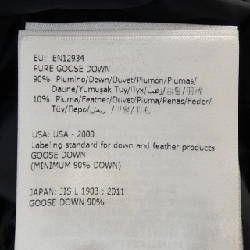 EU: EN12934
PURE GOOSE DOWN
90% Piumino/Down/Duvet/Plumón/Plumas/
Daune/Yumuşak Tüy/Пух/
10% Piuma/Feather/Duvet/Pluma/Penas/Feder/
Tüy/Перо/
USA: USA - 2000
Labeling standard for down and feather products
GOOSE DOWN
(MINIMUM 90% DOWN)
JAPAN: JIS L 1903 : 2011
GOOSE DOWN 90%